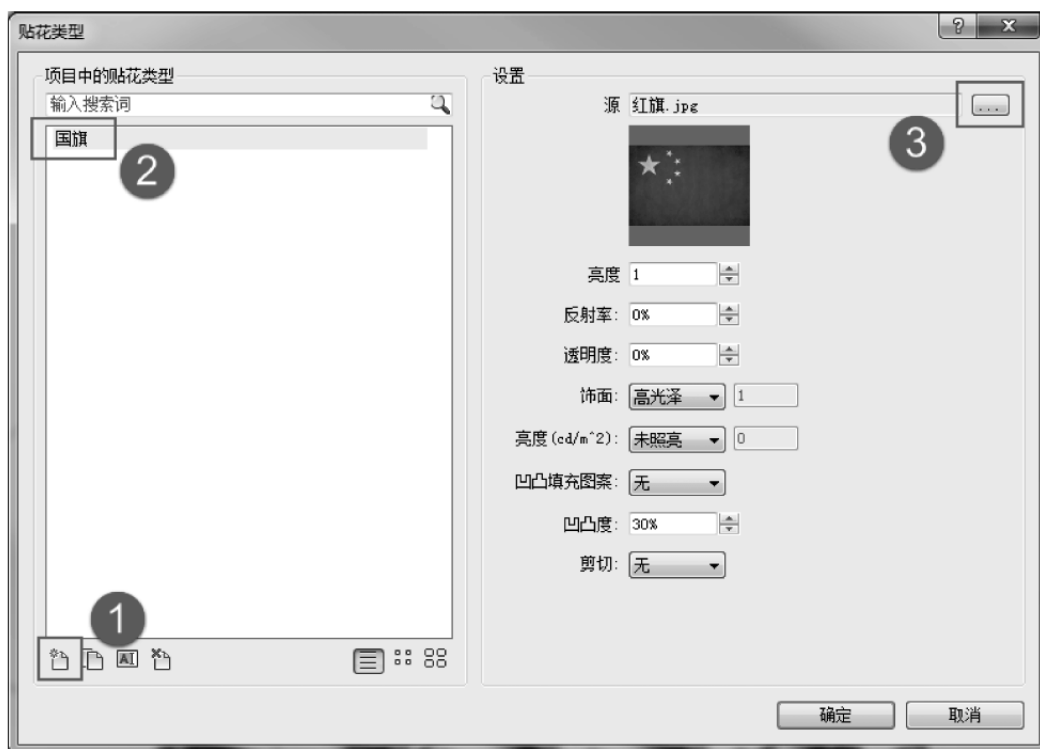 贴花类型
?
x
项目中的贴花类型
输入搜索词
国旗
2
1
AI
设置
源 红旗.jpg ...
3
亮度 1
反射率: 0%
透明度: 0%
饰面: 高光泽 1
亮度(cd/m^2): 未照亮 0
凹凸填充图案: 无
凹凸度: 30%
剪切: 无
确定 取消